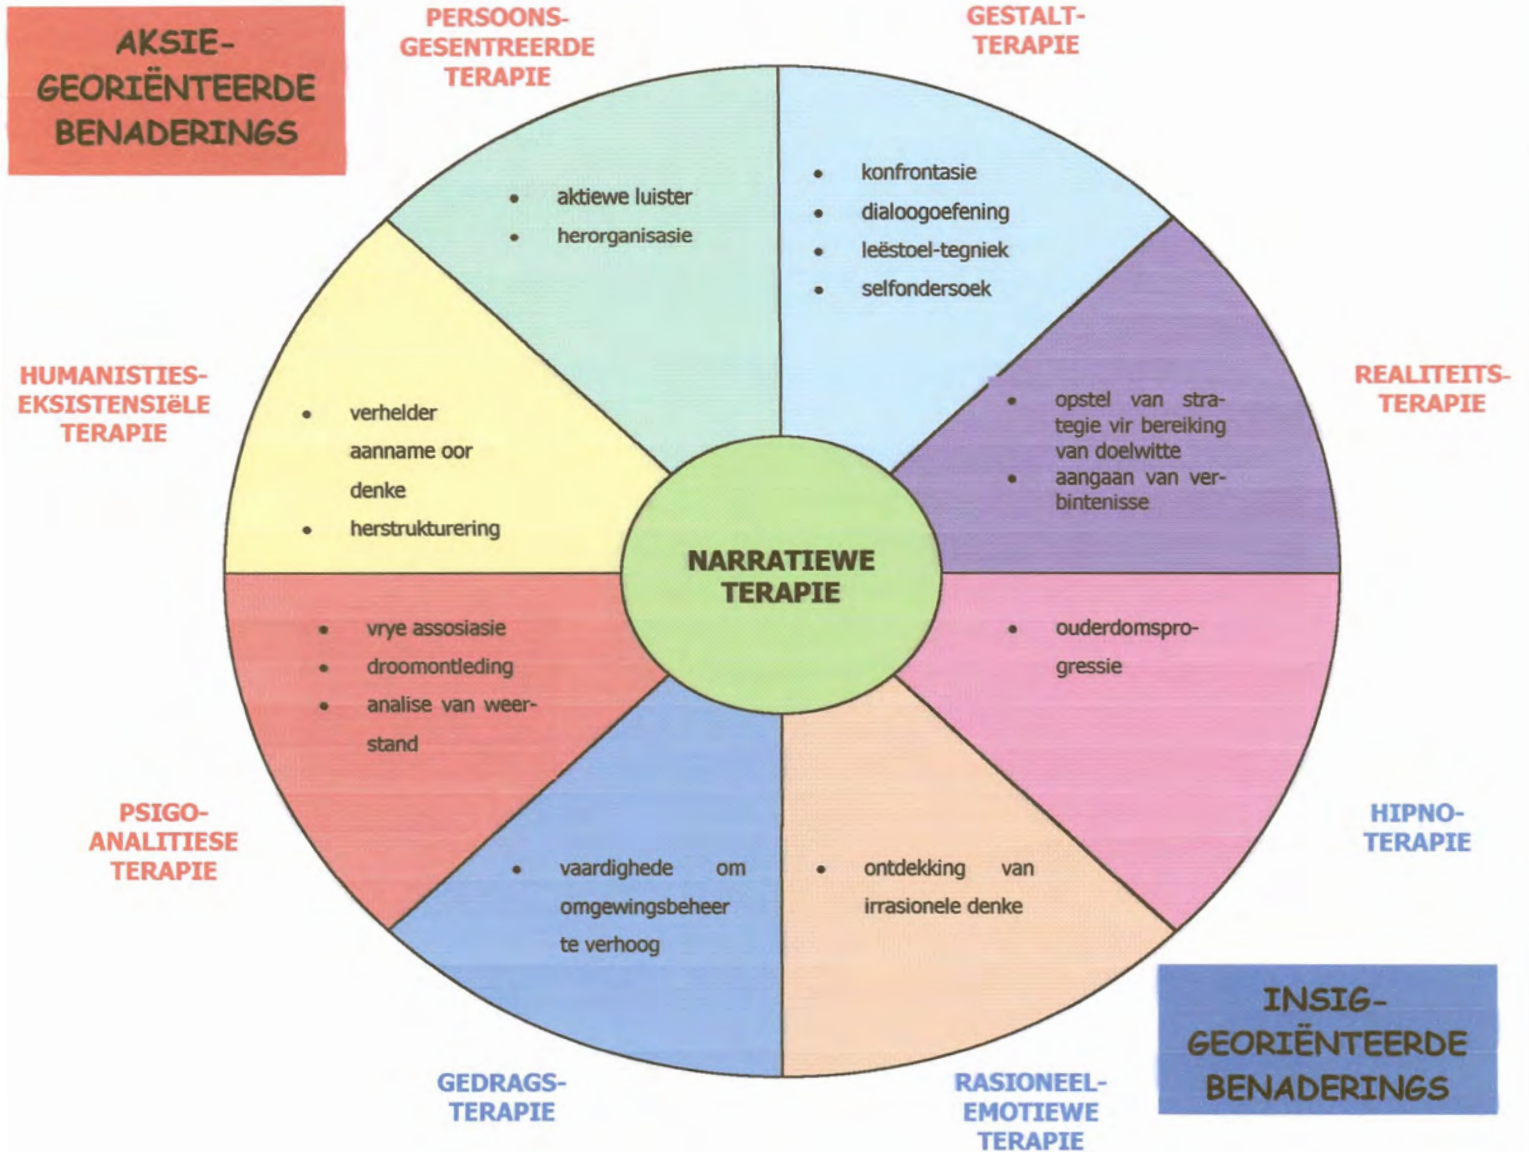 AKSIE-
GEORIËNTEERDE
BENADERINGS
PERSOONS-
GESENTREERDE
TERAPIE
GESTALT-
TERAPIE
• aktiewe luister
• herorganisasie
• konfrontasie
• dialoogoefening
• leëstoel-tegniek
• selfondersoek
HUMANISTIES-
EKSISTENSIëLE
TERAPIE
• verhelder
aanname oor
denke
• herstrukturering
REALITEITS-
TERAPIE
• opstel van stra-
tegie vir bereiking
van doelwitte
• aangaan van ver-
bintenisse
NARRATIEWE
TERAPIE
• vrye assosiasie
• droomontleding
• analise van weer-
stand
• ouderdomspro-
gressie
PSIGO-
ANALITIESE
TERAPIE
HIPNO-
TERAPIE
• vaardighede om
omgewingsbeheer
te verhoog
• ontdekking van
irrasionele denke
GEDRAGS-
TERAPIE
RASIONEEL-
EMOTIEWE
TERAPIE
INSIG-
GEORIËNTEERDE
BENADERINGS